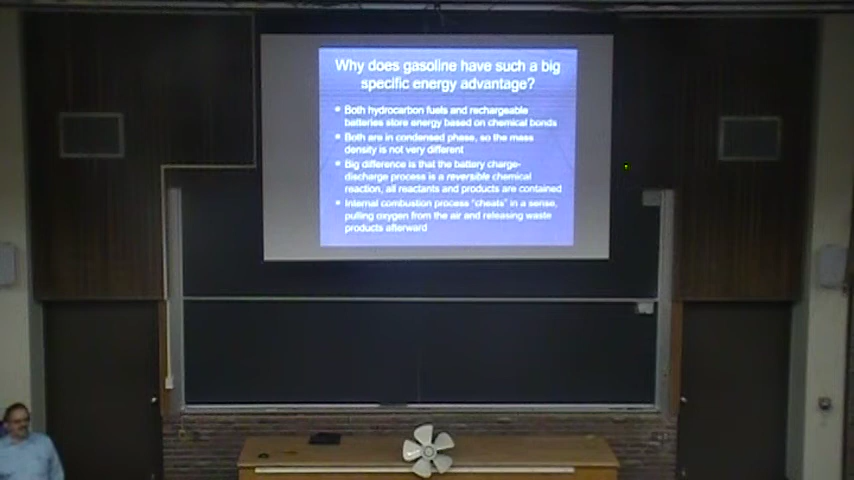 Why does gasoline have such a big
specific energy advantage?
Both hydrocarbon fuels and rechargeable
batteries store energy based on chemical bonds
Both are in condensed phase, so the mass
density is not very different
Big difference is that the battery charge-
discharge process is a reversible chemical
reaction, all reactants and products are contained
Internal combustion process "cheats" in a sense,
pulling oxygen from the air and releasing waste
products afterward